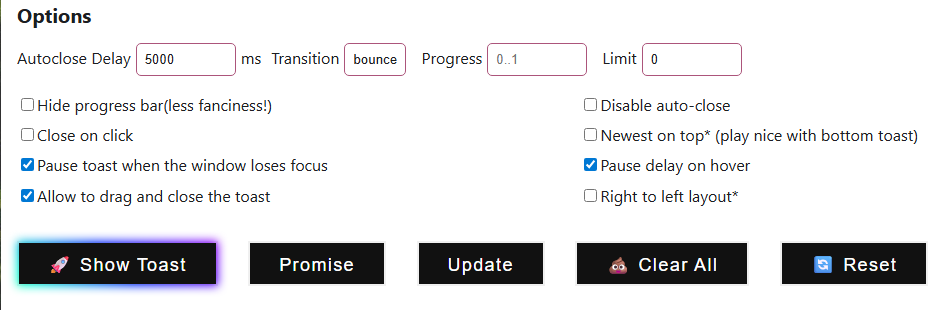 Options
Autoclose Delay 5000 ms Transition bounce Progress 0..1 Limit 0
Hide progress bar(less fanciness!) Disable auto-close
Close on click Newest on top* (play nice with bottom toast)
Pause toast when the window loses focus Pause delay on hover
Allow to drag and close the toast Right to left layout*
🚀 Show Toast Promise Update 💩 Clear All 🔄 Reset